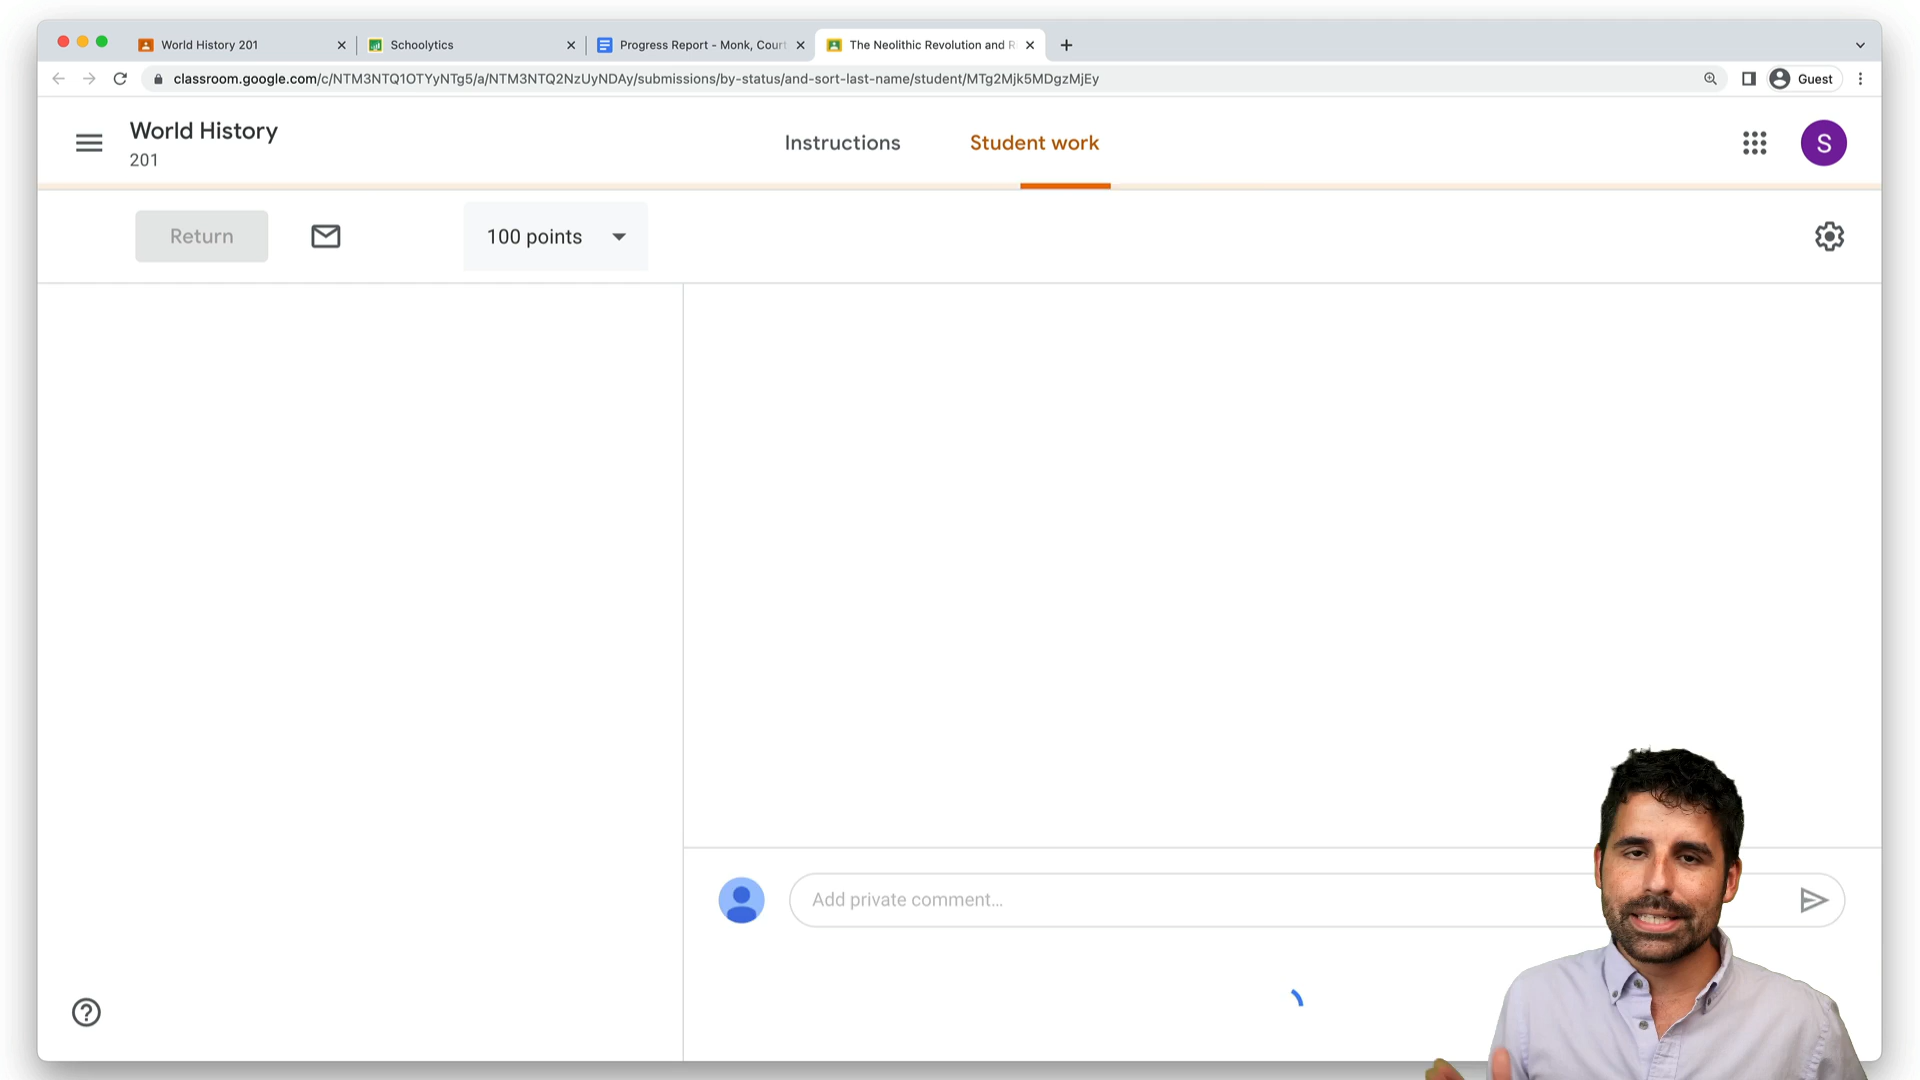 World History 201
Schoolytics
Progress Report - Monk, Court
The Neolithic Revolution and R
classroom.google.com/c/NTM3NTQ1OTYyNTg5/a/NTM3NTQ2NzUyNDAy/submissions/by-status/and-sort-last-name/student/MTg2Mjk5MDgzMjEy
Guest
World History
201
Instructions
Student work
S
Return
100 points
Add private comment...